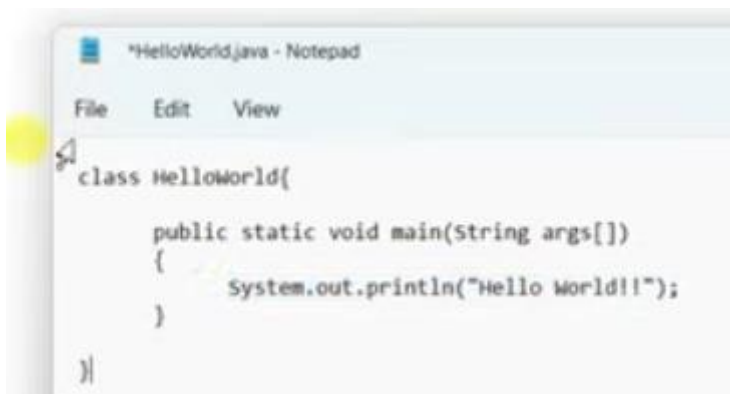 *HelloWorld.java - Notepad
File Edit View
class HelloWorld{
public static void main(String args[])
{
System.out.println("Hello World!!");
}
}